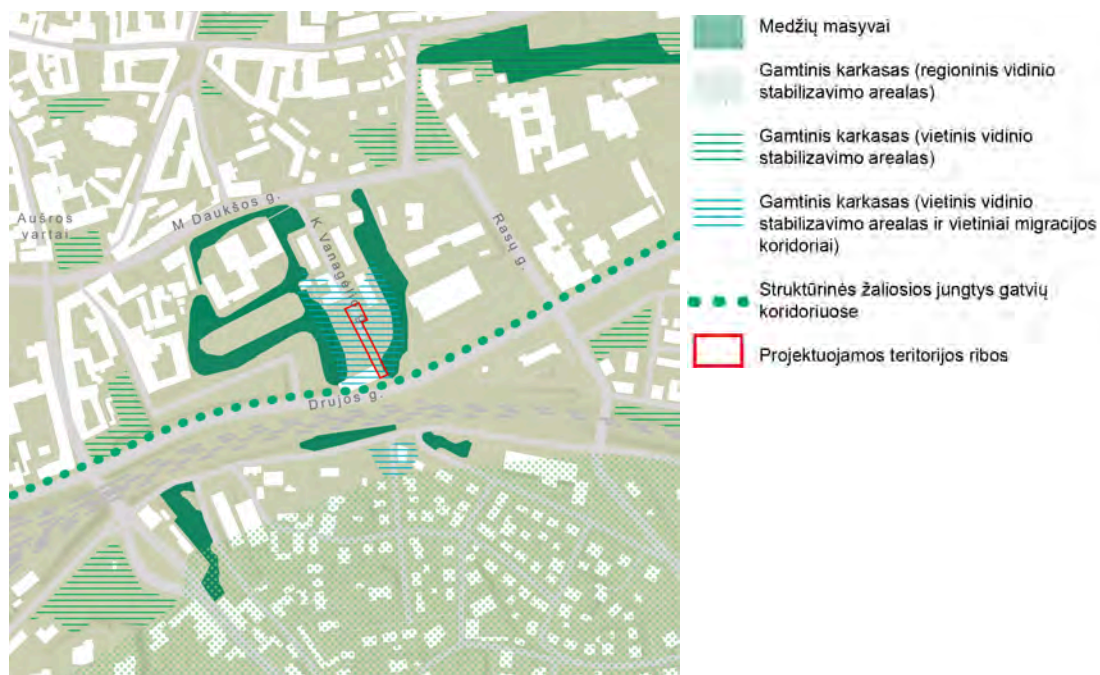 Aušros
vartai
M Daukšos g.
K Vanagėlio g.
Rasų g.
Drujos g.
Medžių masyvai
Gamtinis karkasas (regioninis vidinio
stabilizavimo arealas)
Gamtinis karkasas (vietinis vidinio
stabilizavimo arealas)
Gamtinis karkasas (vietinis vidinio
stabilizavimo arealas ir vietiniai migracijos
koridoriai)
Struktūrinės žaliosios jungtys gatvių
koridoriuose
Projektuojamos teritorijos ribos